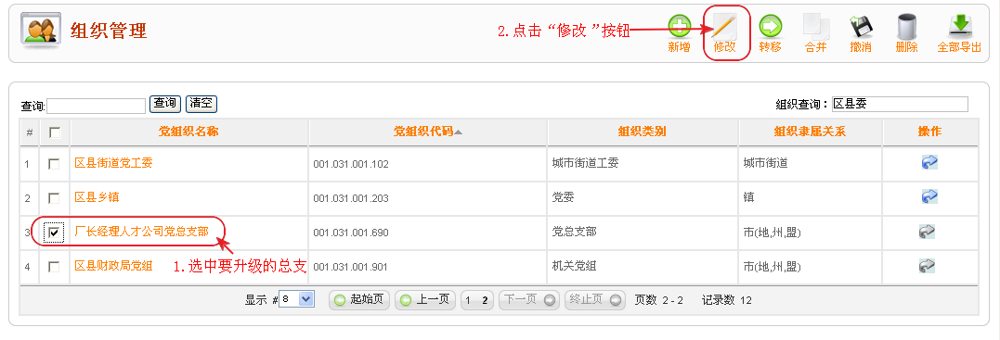 组织管理
2.点击“修改”按钮
新增 修改 转移 合并 撤消 删除 全部导出
查询: 查询 清空 组织查询： 区县委
# 党组织名称 党组织代码 组织类别 组织隶属关系 操作
1 区县街道党工委 001.031.001.102 城市街道工委 城市街道
2 区县乡镇 001.031.001.203 党委 镇
3 厂长经理人才公司党总支部 001.031.001.690 党总支部 市(地,州,盟)
4 区县财政局党组 1.选中要升级的总支 001.031.001.901 机关党组 市(地,州,盟)
显示 # 8 起始页 上一页 1 2 下一页 终止页 页数 2 - 2 记录数 12